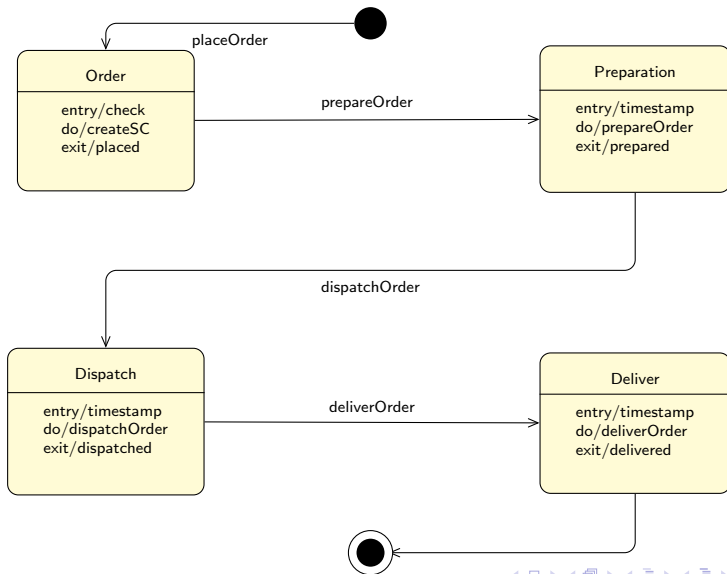 placeOrder
Order
entry/check
do/createSC
exit/placed
prepareOrder
Preparation
entry/timestamp
do/prepareOrder
exit/prepared
dispatchOrder
Dispatch
entry/timestamp
do/dispatchOrder
exit/dispatched
deliverOrder
Deliver
entry/timestamp
do/deliverOrder
exit/delivered